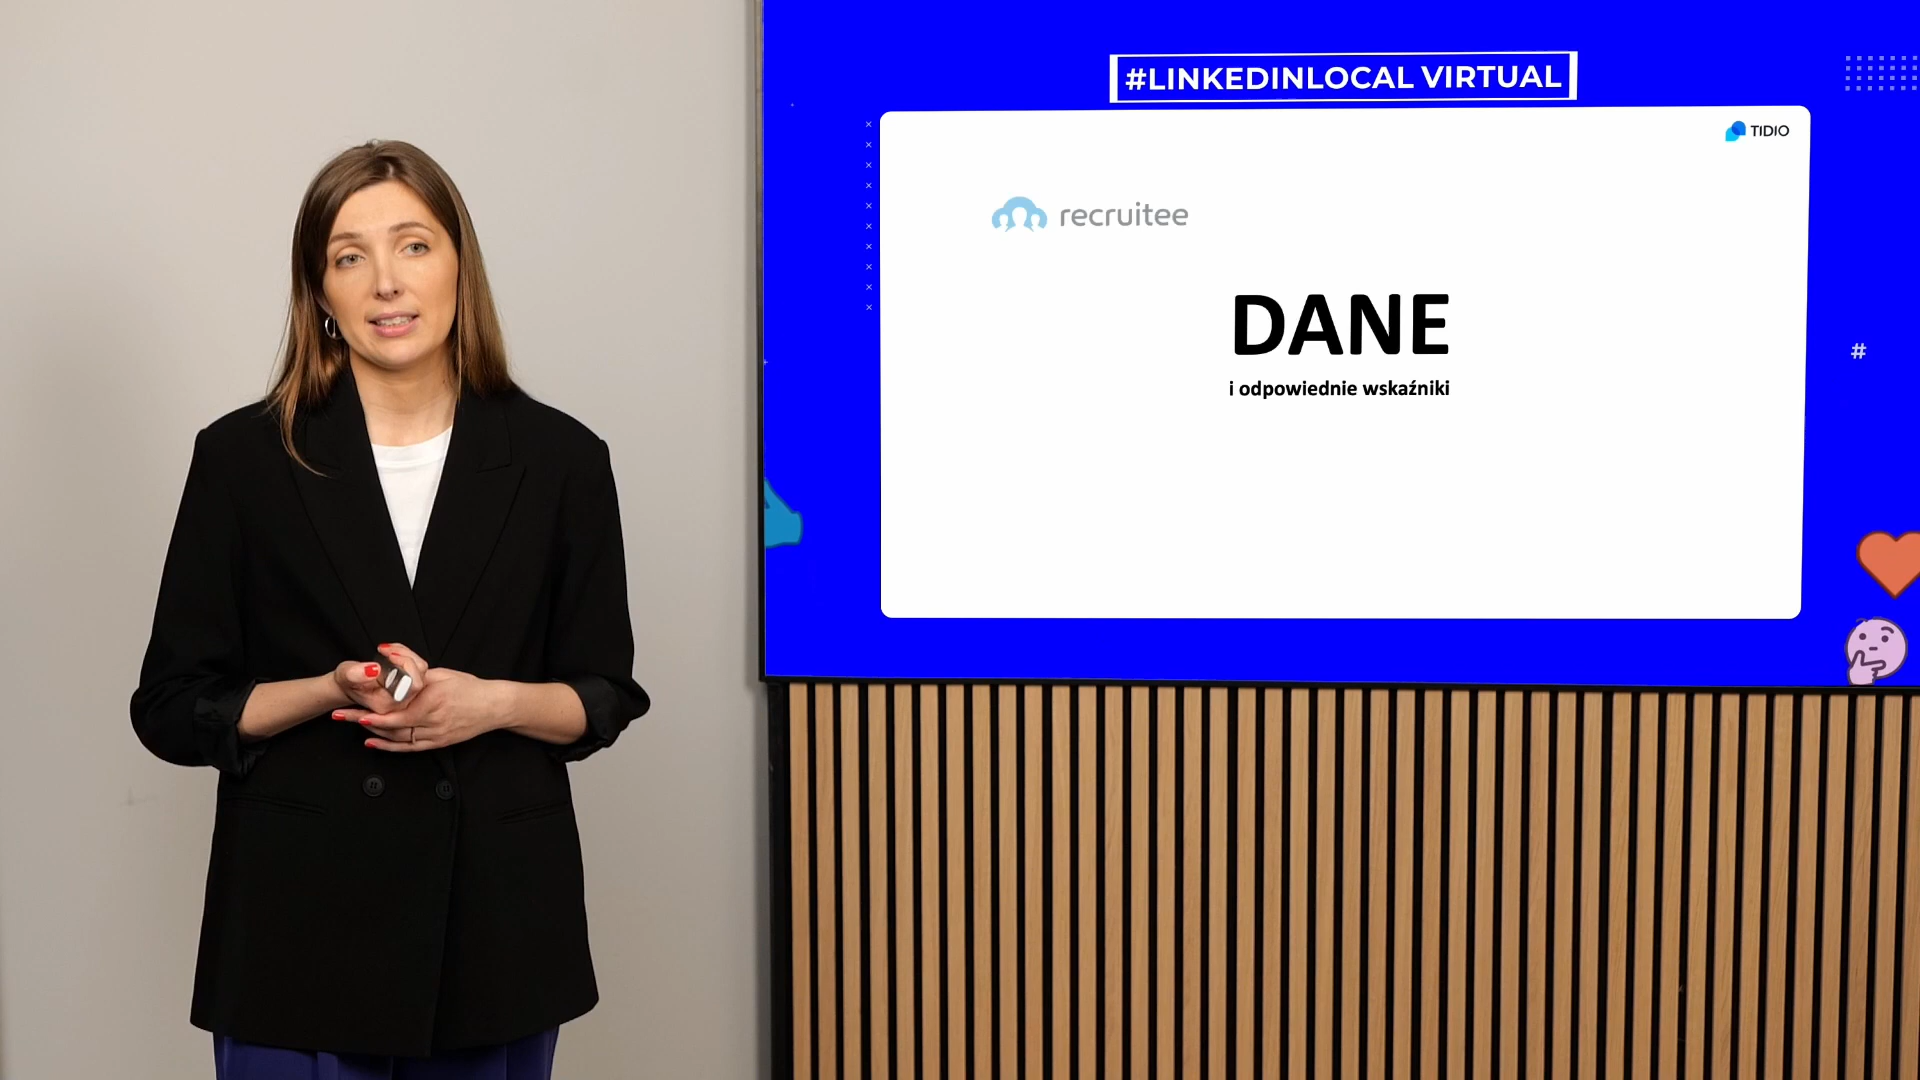 #LINKEDINLOCAL VIRTUAL
TIDIO
recruitee
DANE
i odpowiednie wskaźniki
#